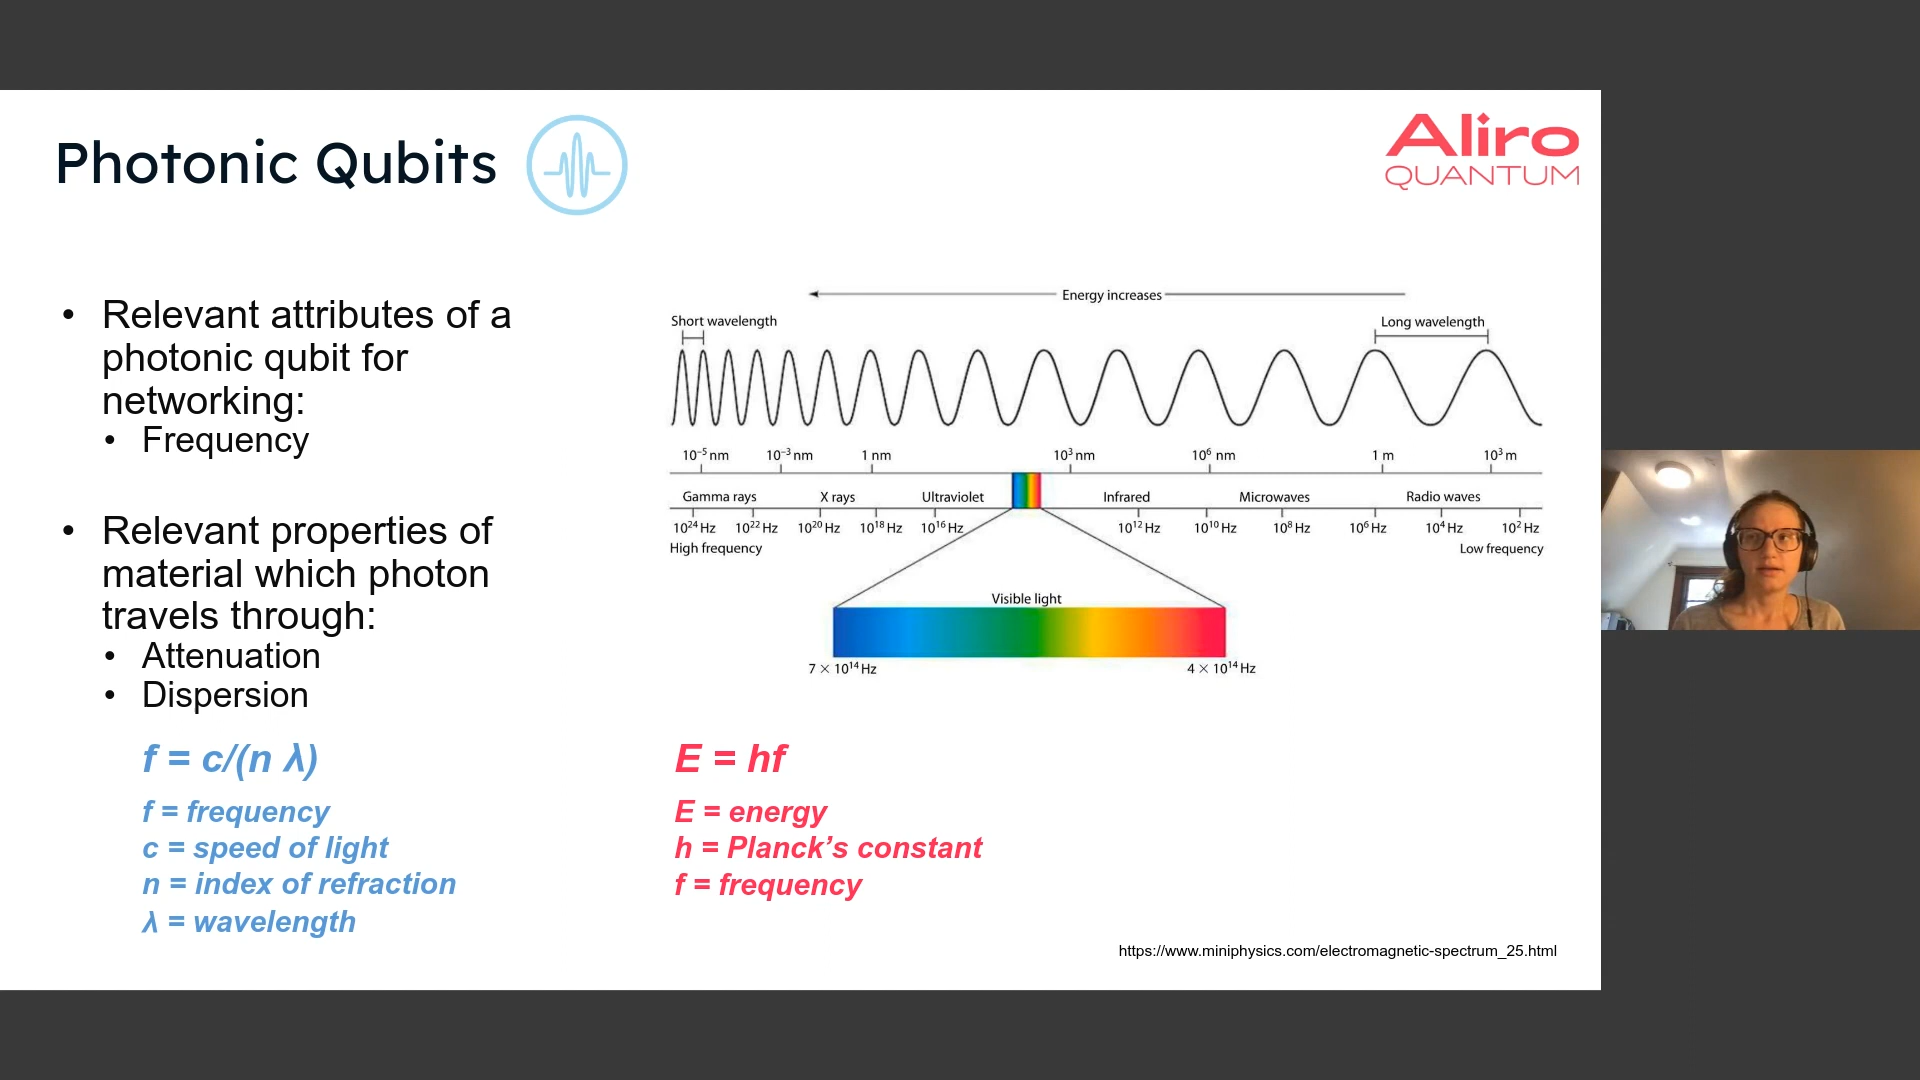 Photonic Qubits
Aliro
QUANTUM
• Relevant attributes of a
photonic qubit for
networking:
• Frequency
• Relevant properties of
material which photon
travels through:
• Attenuation
• Dispersion
f = c/(n λ)
f = frequency
c = speed of light
n = index of refraction
λ = wavelength
Energy increases
Short wavelength
Long wavelength
10⁻⁵ nm 10⁻³ nm 1 nm 10³ nm 10⁶ nm 1 m 10³ m
Gamma rays X rays Ultraviolet Infrared Microwaves Radio waves
10²⁴ Hz 10²² Hz 10²⁰ Hz 10¹⁸ Hz 10¹⁶ Hz 10¹² Hz 10¹⁰ Hz 10⁸ Hz 10⁶ Hz 10⁴ Hz 10² Hz
High frequency Low frequency
Visible light
7 × 10¹⁴ Hz 4 × 10¹⁴ Hz
E = hf
E = energy
h = Planck’s constant
f = frequency
https://www.miniphysics.com/electromagnetic-spectrum_25.html